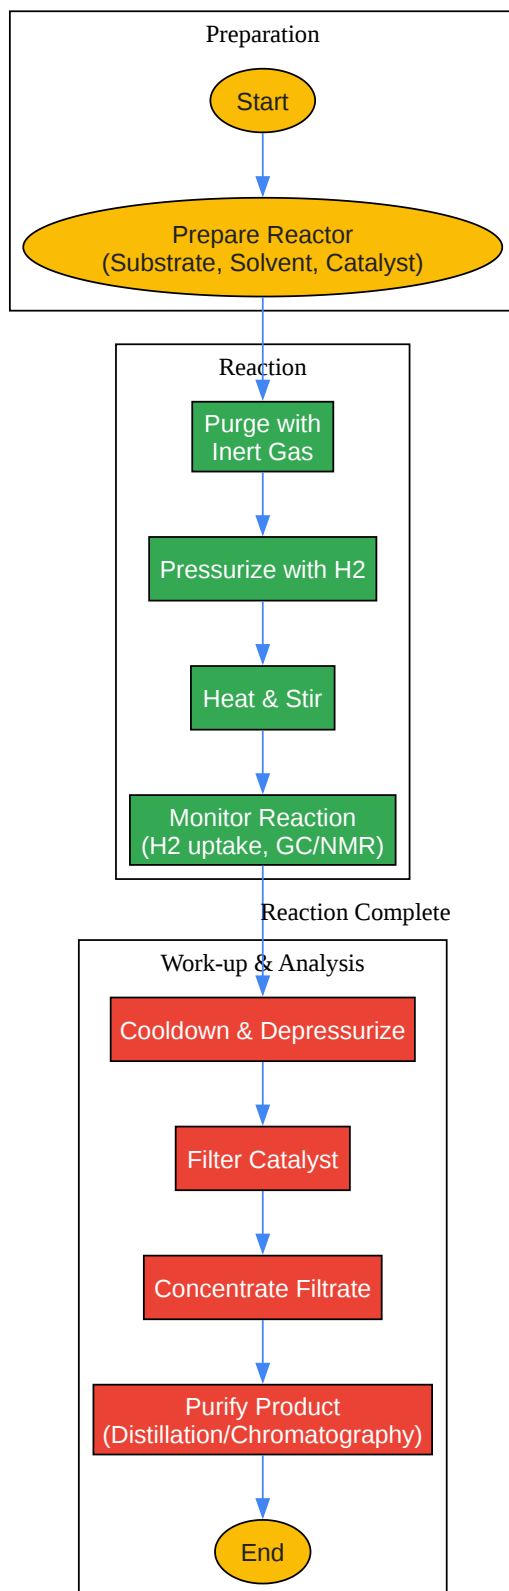 Preparation
Start
Prepare Reactor
(Substrate, Solvent, Catalyst)
Reaction
Purge with
Inert Gas
Pressurize with H2
Heat & Stir
Monitor Reaction
(H2 uptake, GC/NMR)
Reaction Complete
Work-up & Analysis
Cooldown & Depressurize
Filter Catalyst
Concentrate Filtrate
Purify Product
(Distillation/Chromatography)
End